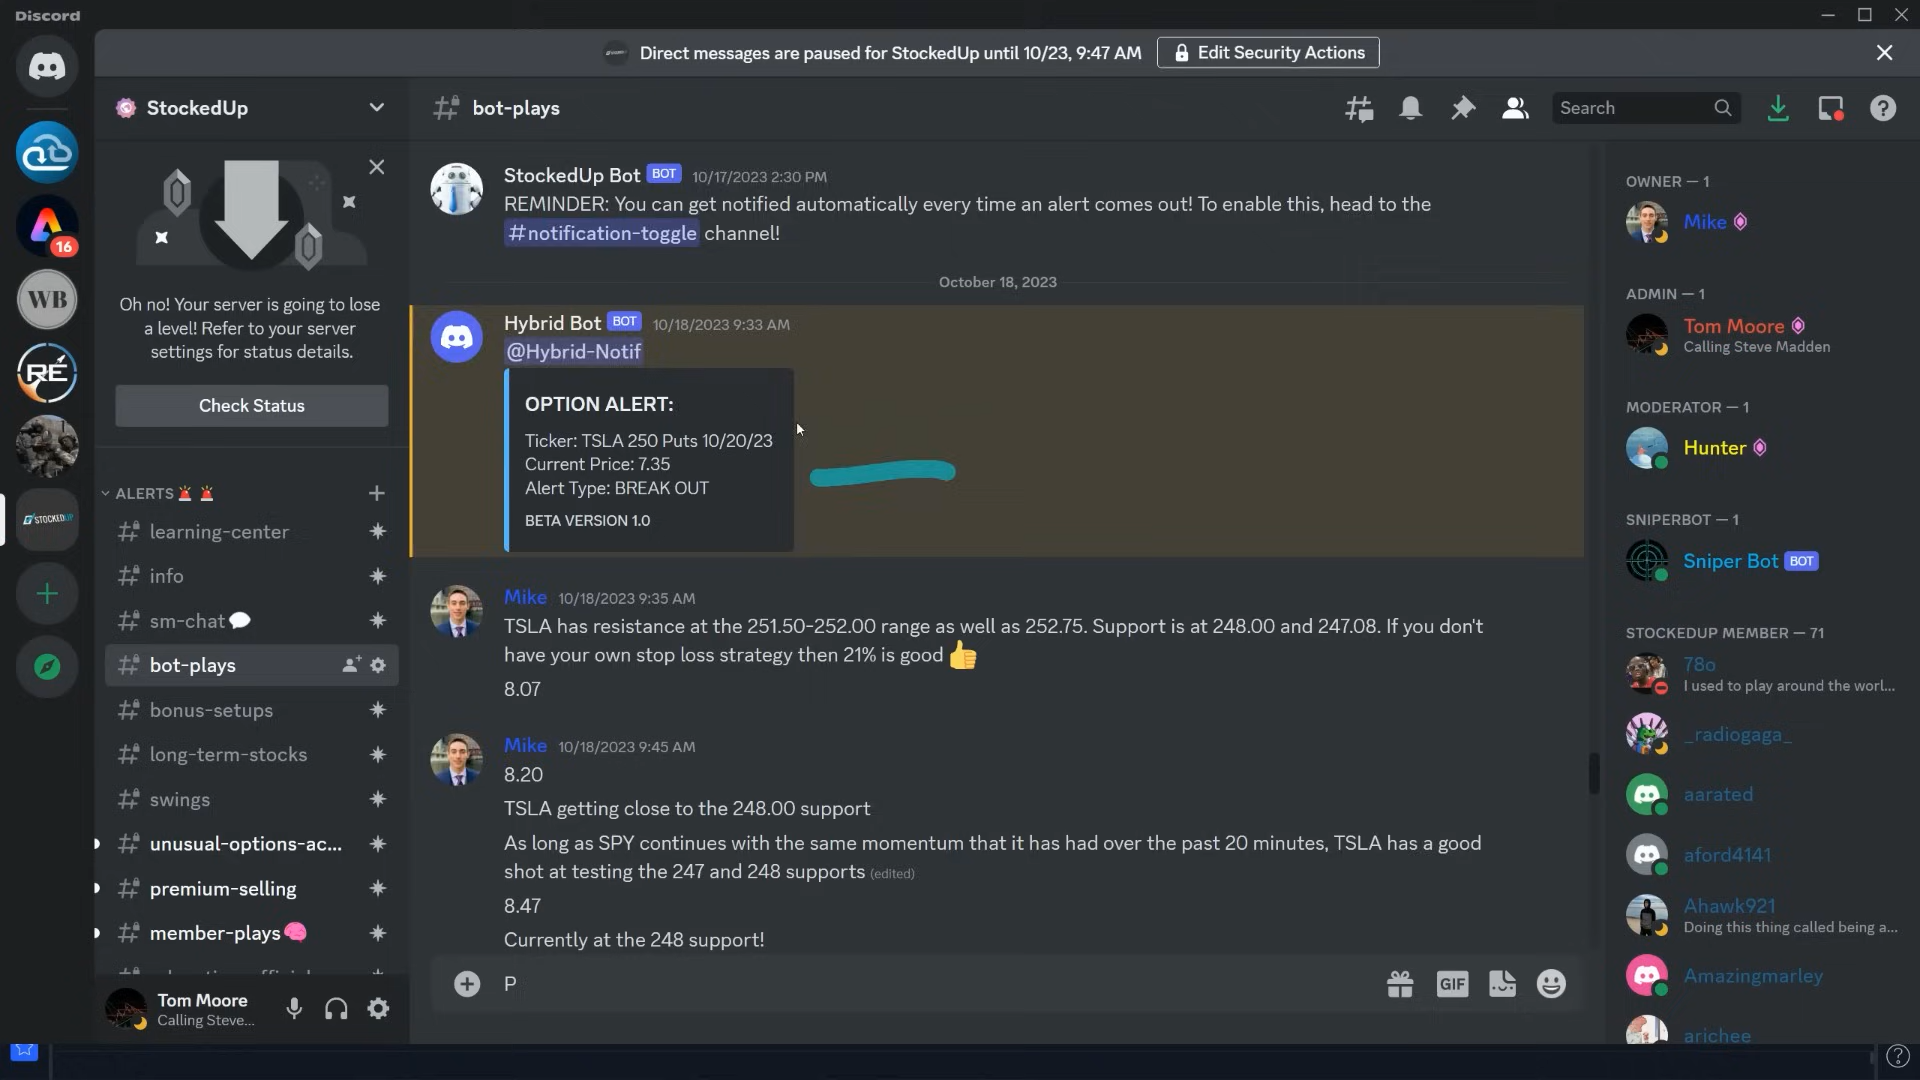 Discord
Direct messages are paused for StockedUp until 10/23, 9:47 AM
Edit Security Actions
StockedUp
bot-plays
Search
16
WB
RE
STOCKEDUP
Oh no! Your server is going to lose
a level! Refer to your server
settings for status details.
Check Status
ALERTS
learning-center
info
sm-chat
bot-plays
bonus-setups
long-term-stocks
swings
unusual-options-ac...
premium-selling
member-plays
Tom Moore
Calling Steve...
StockedUp Bot BOT 10/17/2023 2:30 PM
REMINDER: You can get notified automatically every time an alert comes out! To enable this, head to the
#notification-toggle channel!
October 18, 2023
Hybrid Bot BOT 10/18/2023 9:33 AM
@Hybrid-Notif
OPTION ALERT:
Ticker: TSLA 250 Puts 10/20/23
Current Price: 7.35
Alert Type: BREAK OUT
BETA VERSION 1.0
Mike 10/18/2023 9:35 AM
TSLA has resistance at the 251.50-252.00 range as well as 252.75. Support is at 248.00 and 247.08. If you don't
have your own stop loss strategy then 21% is good
8.07
Mike 10/18/2023 9:45 AM
8.20
TSLA getting close to the 248.00 support
As long as SPY continues with the same momentum that it has had over the past 20 minutes, TSLA has a good
shot at testing the 247 and 248 supports (edited)
8.47
Currently at the 248 support!
P
GIF
OWNER — 1
Mike
ADMIN — 1
Tom Moore
Calling Steve Madden
MODERATOR — 1
Hunter
SNIPERBOT — 1
Sniper Bot BOT
STOCKEDUP MEMBER — 71
78o
I used to play around the worl...
_radiogaga_
aarated
aford4141
Ahawk921
Doing this thing called being a...
Amazingmarley
arichee